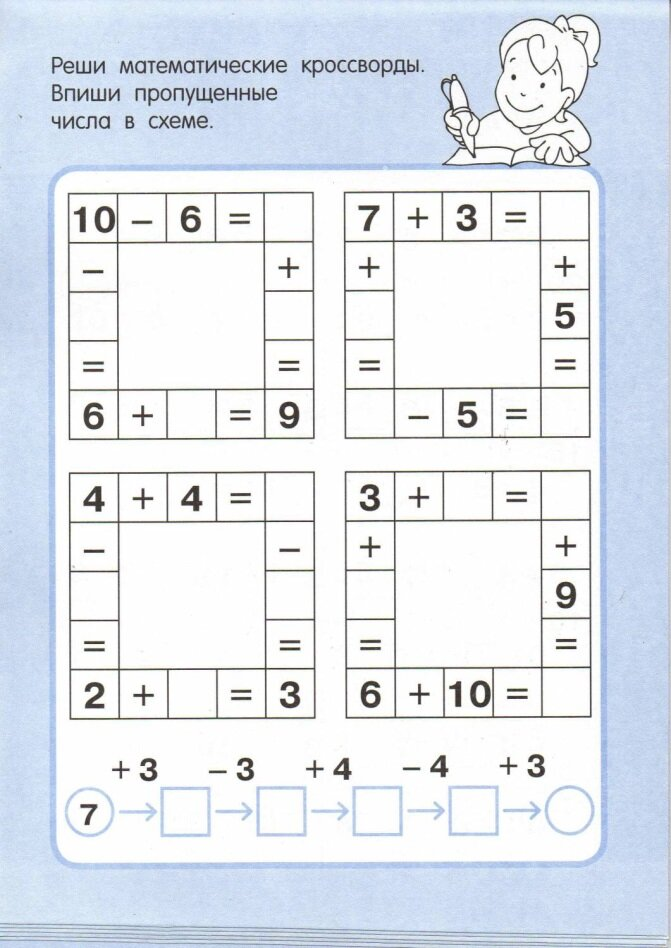 Реши математические кроссворды.
Впиши пропущенные
числа в схеме.
10 − 6 =
− +
= =
6 + = 9
7 + 3 =
+ +
5
= =
− 5 =
4 + 4 =
− −
= =
2 + = 3
3 + =
+ +
9
= =
6 + 10 =
+ 3 − 3 + 4 − 4 + 3
7